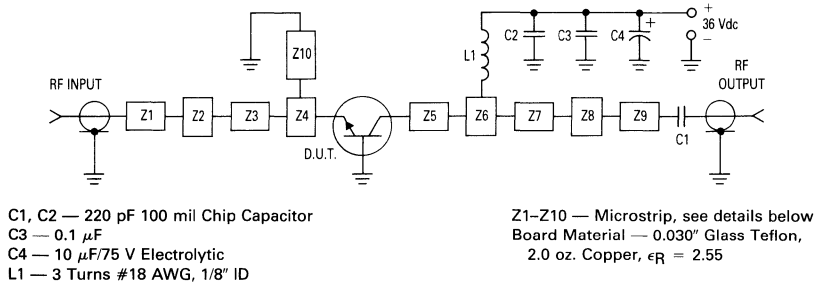 Z10
L1
C2
C3
C4
+
+
36 Vdc
−
RF INPUT
RF
OUTPUT
Z1
Z2
Z3
Z4
D.U.T.
Z5
Z6
Z7
Z8
Z9
C1
C1, C2 — 220 pF 100 mil Chip Capacitor
C3 — 0.1 μF
C4 — 10 μF/75 V Electrolytic
L1 — 3 Turns #18 AWG, 1/8″ ID
Z1–Z10 — Microstrip, see details below
Board Material — 0.030″ Glass Teflon,
2.0 oz. Copper, εR = 2.55